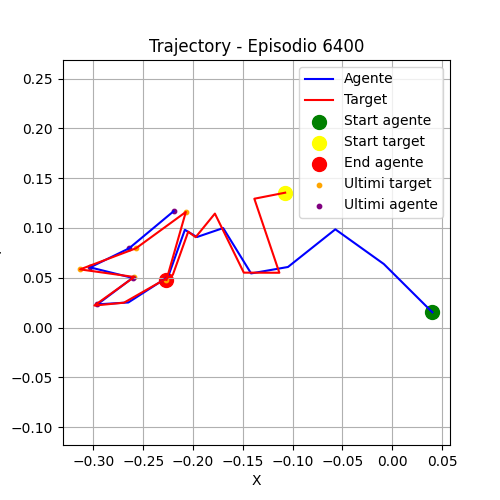 Trajectory - Episodio 6400
Agente
Target
Start agente
Start target
End agente
Ultimi target
Ultimi agente
0.25
0.20
0.15
0.10
0.05
0.00
−0.05
−0.10
−0.30
−0.25
−0.20
−0.15
−0.10
−0.05
0.00
0.05
X